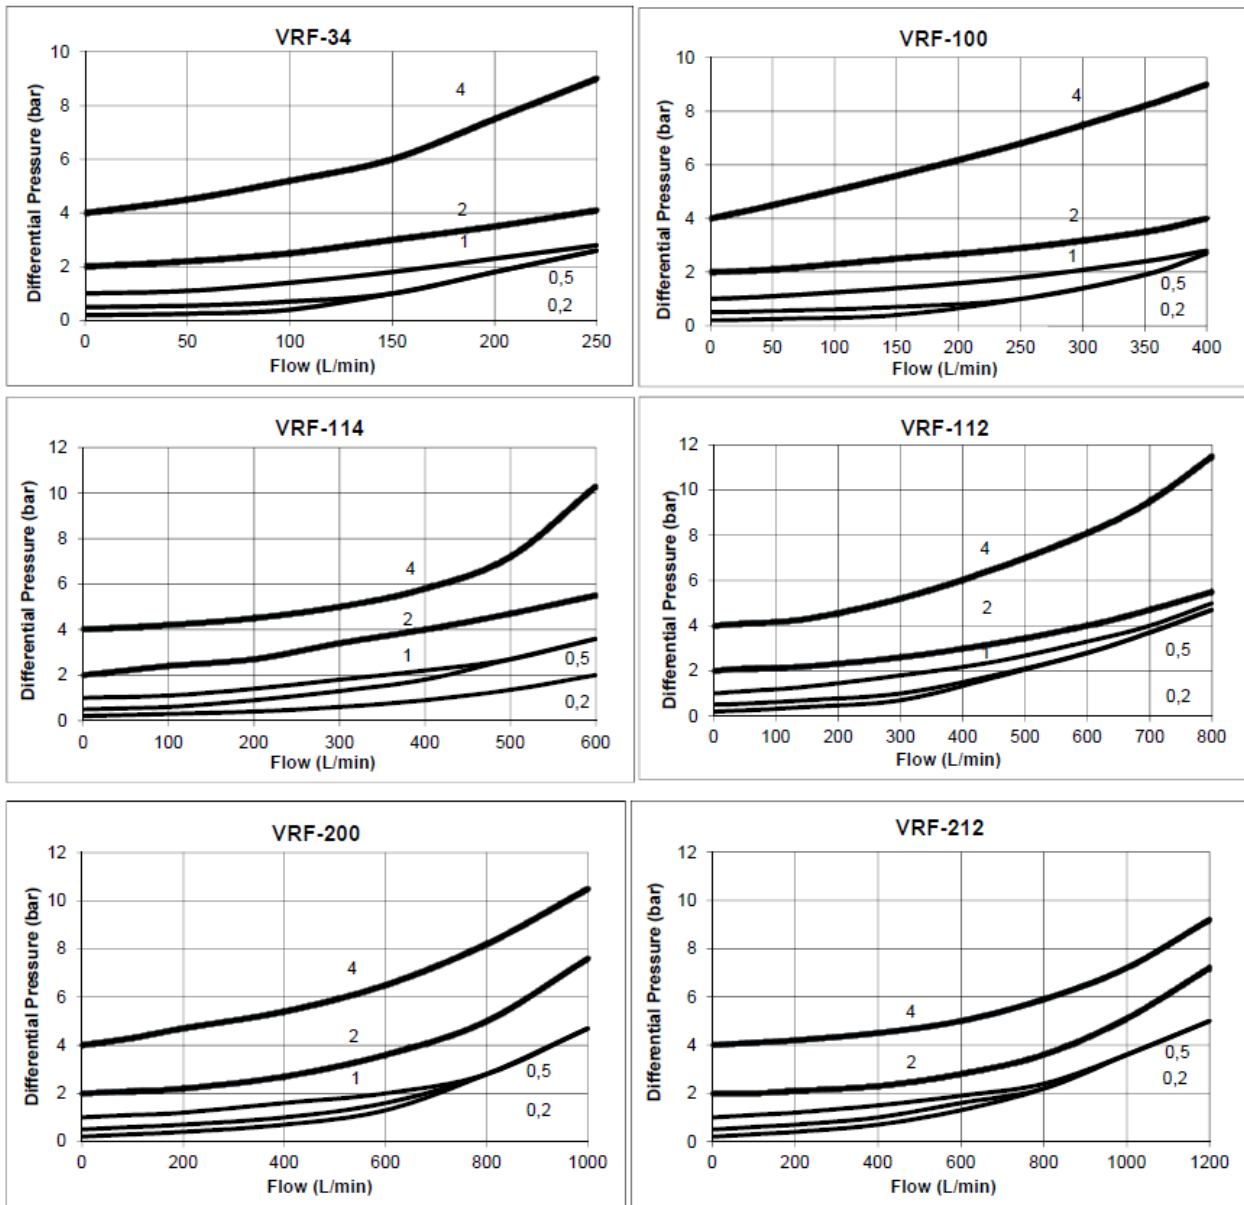 VRF-34
10
8
6
4
2
0
Differential Pressure (bar)
4
2
1
0,5
0,2
0 50 100 150 200 250
Flow (L/min)
VRF-100
10
8
6
4
2
0
Differential Pressure (bar)
4
2
1
0,5
0,2
0 50 100 150 200 250 300 350 400
Flow (L/min)
VRF-114
12
10
8
6
4
2
0
Differential Pressure (bar)
4
2
1
0,5
0,2
0 100 200 300 400 500 600
Flow (L/min)
VRF-112
12
10
8
6
4
2
0
Differential Pressure (bar)
4
2
1
0,5
0,2
0 100 200 300 400 500 600 700 800
Flow (L/min)
VRF-200
12
10
8
6
4
2
0
Differential Pressure (bar)
4
2
1
0,5
0,2
0 200 400 600 800 1000
Flow (L/min)
VRF-212
12
10
8
6
4
2
0
Differential Pressure (bar)
4
2
0,5
0,2
0 200 400 600 800 1000 1200
Flow (L/min)